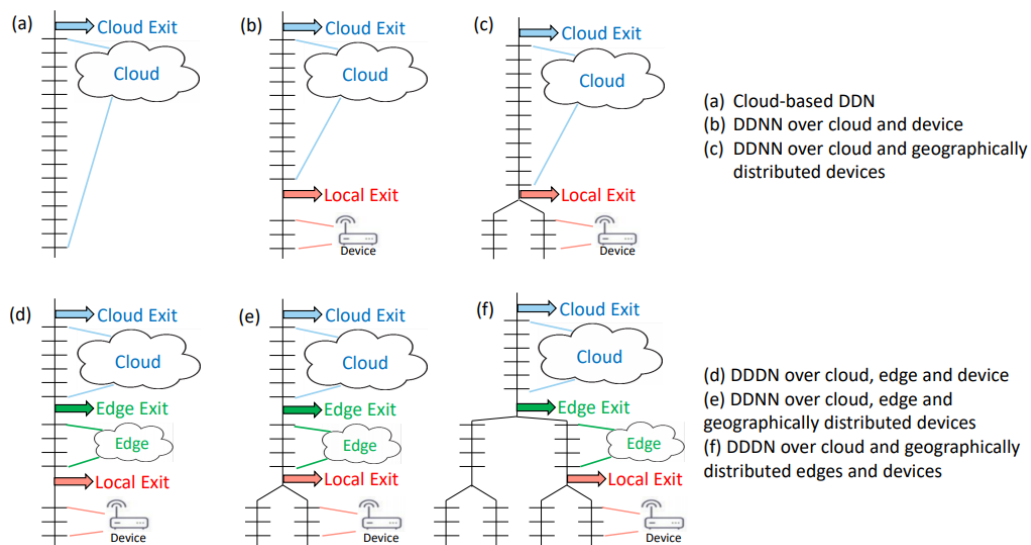 (a)
Cloud Exit
Cloud
(b)
Cloud Exit
Cloud
Local Exit
Device
(c)
Cloud Exit
Cloud
Local Exit
Device
(a) Cloud-based DDN
(b) DDNN over cloud and device
(c) DDNN over cloud and geographically
distributed devices
(d)
Cloud Exit
Cloud
Edge Exit
Edge
Local Exit
Device
(e)
Cloud Exit
Cloud
Edge Exit
Edge
Local Exit
Device
(f)
Cloud Exit
Cloud
Edge Exit
Edge
Local Exit
Device
(d) DDDN over cloud, edge and device
(e) DDNN over cloud, edge and
geographically distributed devices
(f) DDDN over cloud and geographically
distributed edges and devices